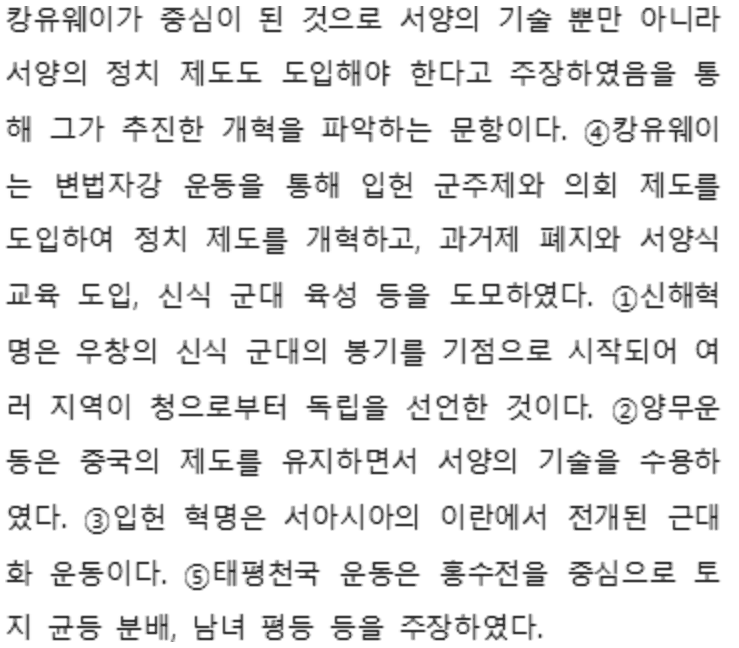 캉유웨이가 중심이 된 것으로 서양의 기술 뿐만 아니라
서양의 정치 제도도 도입해야 한다고 주장하였음을 통
해 그가 추진한 개혁을 파악하는 문항이다. ④캉유웨이
는 변법자강 운동을 통해 입헌 군주제와 의회 제도를
도입하여 정치 제도를 개혁하고, 과거제 폐지와 서양식
교육 도입, 신식 군대 육성 등을 도모하였다. ①신해혁
명은 우창의 신식 군대의 봉기를 기점으로 시작되어 여
러 지역이 청으로부터 독립을 선언한 것이다. ②양무운
동은 중국의 제도를 유지하면서 서양의 기술을 수용하
였다. ③입헌 혁명은 서아시아의 이란에서 전개된 근대
화 운동이다. ⑤태평천국 운동은 홍수전을 중심으로 토
지 균등 분배, 남녀 평등 등을 주장하였다.